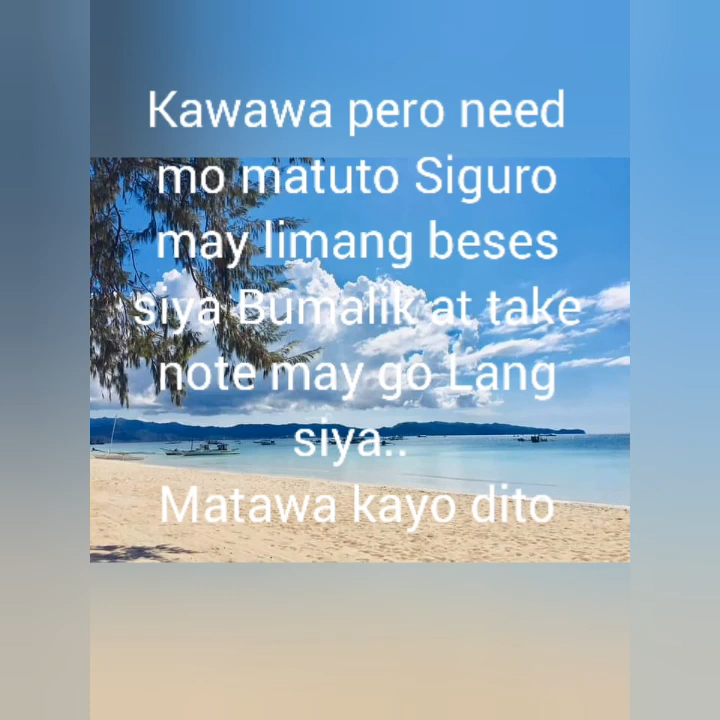 Kawawa pero need
mo matuto Siguro
may limang beses
siya Bumalik at take
note may go Lang
siya..
Matawa kayo dito